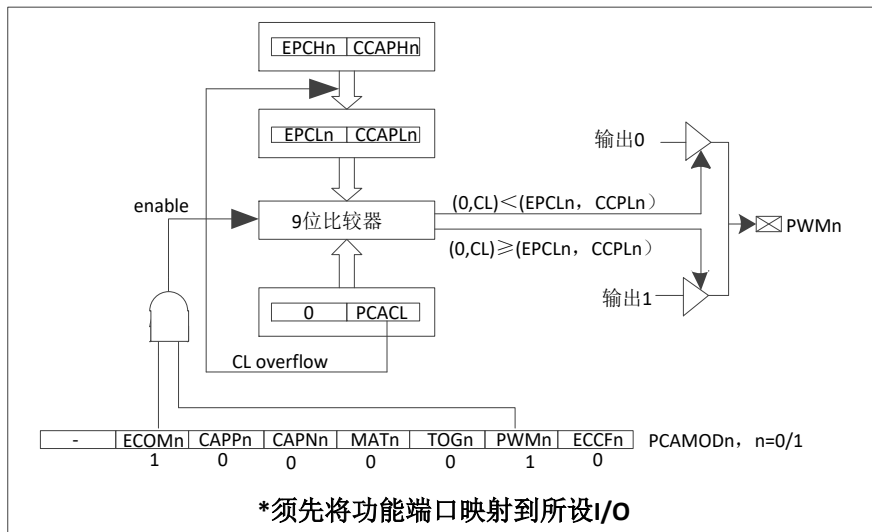 EPCHn CCAPHn
EPCLn CCAPLn
输出0
enable
(0,CL)＜(EPCLn，CCPLn）
9位比较器
PWMn
(0,CL)≥(EPCLn，CCPLn)
输出1
0 PCACL
CL overflow
- ECOMn CAPPn CAPNn MATn TOGn PWMn ECCFn PCAMODn，n=0/1
1 0 0 0 0 1 0
*须先将功能端口映射到所设I/O